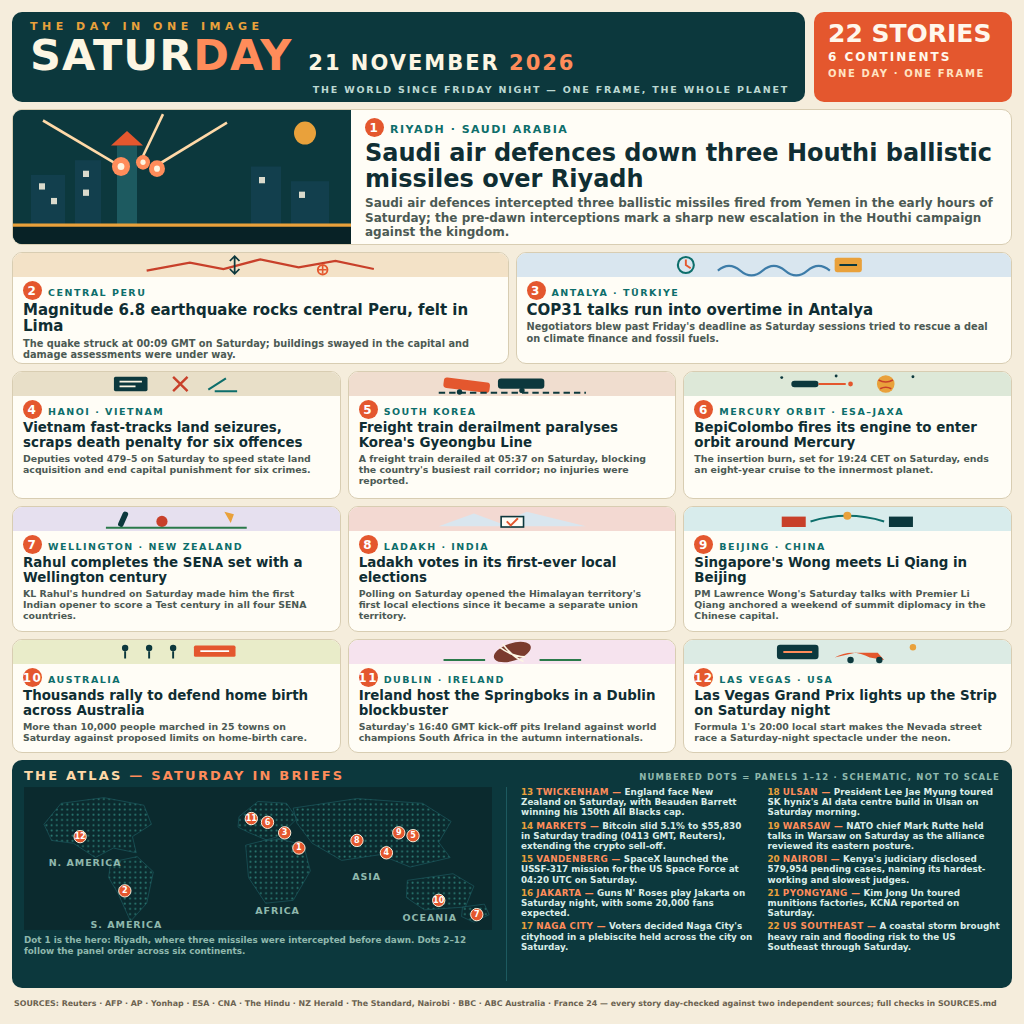 THE DAY IN ONE IMAGE
SATURDAY 21 NOVEMBER 2026
THE WORLD SINCE FRIDAY NIGHT — ONE FRAME, THE WHOLE PLANET
22 STORIES
6 CONTINENTS
ONE DAY · ONE FRAME
1 RIYADH · SAUDI ARABIA
Saudi air defences down three Houthi ballistic
missiles over Riyadh
Saudi air defences intercepted three ballistic missiles fired from Yemen in the early hours of
Saturday; the pre-dawn interceptions mark a sharp new escalation in the Houthi campaign
against the kingdom.
2 CENTRAL PERU
Magnitude 6.8 earthquake rocks central Peru, felt in
Lima
The quake struck at 00:09 GMT on Saturday; buildings swayed in the capital and
damage assessments were under way.
3 ANTALYA · TÜRKIYE
COP31 talks run into overtime in Antalya
Negotiators blew past Friday's deadline as Saturday sessions tried to rescue a deal
on climate finance and fossil fuels.
4 HANOI · VIETNAM
Vietnam fast-tracks land seizures,
scraps death penalty for six offences
Deputies voted 479–5 on Saturday to speed state land
acquisition and end capital punishment for six crimes.
5 SOUTH KOREA
Freight train derailment paralyses
Korea's Gyeongbu Line
A freight train derailed at 05:37 on Saturday, blocking
the country's busiest rail corridor; no injuries were
reported.
6 MERCURY ORBIT · ESA–JAXA
BepiColombo fires its engine to enter
orbit around Mercury
The insertion burn, set for 19:24 CET on Saturday, ends
an eight-year cruise to the innermost planet.
7 WELLINGTON · NEW ZEALAND
Rahul completes the SENA set with a
Wellington century
KL Rahul's hundred on Saturday made him the first
Indian opener to score a Test century in all four SENA
countries.
8 LADAKH · INDIA
Ladakh votes in its first-ever local
elections
Polling on Saturday opened the Himalayan territory's
first local elections since it became a separate union
territory.
9 BEIJING · CHINA
Singapore's Wong meets Li Qiang in
Beijing
PM Lawrence Wong's Saturday talks with Premier Li
Qiang anchored a weekend of summit diplomacy in the
Chinese capital.
10 AUSTRALIA
Thousands rally to defend home birth
across Australia
More than 10,000 people marched in 25 towns on
Saturday against proposed limits on home-birth care.
11 DUBLIN · IRELAND
Ireland host the Springboks in a Dublin
blockbuster
Saturday's 16:40 GMT kick-off pits Ireland against world
champions South Africa in the autumn internationals.
12 LAS VEGAS · USA
Las Vegas Grand Prix lights up the Strip
on Saturday night
Formula 1's 20:00 local start makes the Nevada street
race a Saturday-night spectacle under the neon.
THE ATLAS — SATURDAY IN BRIEFS
NUMBERED DOTS = PANELS 1–12 · SCHEMATIC, NOT TO SCALE
11
6
3
12
1
8
9
5
4
N. AMERICA
ASIA
2
10
7
AFRICA
OCEANIA
S. AMERICA
Dot 1 is the hero: Riyadh, where three missiles were intercepted before dawn. Dots 2–12
follow the panel order across six continents.
13 TWICKENHAM — England face New
Zealand on Saturday, with Beauden Barrett
winning his 150th All Blacks cap.
14 MARKETS — Bitcoin slid 5.1% to $55,830
in Saturday trading (0413 GMT, Reuters),
extending the crypto sell-off.
15 VANDENBERG — SpaceX launched the
USSF-317 mission for the US Space Force at
04:20 UTC on Saturday.
16 JAKARTA — Guns N' Roses play Jakarta on
Saturday night, with some 20,000 fans
expected.
17 NAGA CITY — Voters decided Naga City's
cityhood in a plebiscite held across the city on
Saturday.
18 ULSAN — President Lee Jae Myung toured
SK hynix's AI data centre build in Ulsan on
Saturday morning.
19 WARSAW — NATO chief Mark Rutte held
talks in Warsaw on Saturday as the alliance
reviewed its eastern posture.
20 NAIROBI — Kenya's judiciary disclosed
579,954 pending cases, naming its hardest-
working and slowest judges.
21 PYONGYANG — Kim Jong Un toured
munitions factories, KCNA reported on
Saturday.
22 US SOUTHEAST — A coastal storm brought
heavy rain and flooding risk to the US
Southeast through Saturday.
SOURCES: Reuters · AFP · AP · Yonhap · ESA · CNA · The Hindu · NZ Herald · The Standard, Nairobi · BBC · ABC Australia · France 24 — every story day-checked against two independent sources; full checks in SOURCES.md